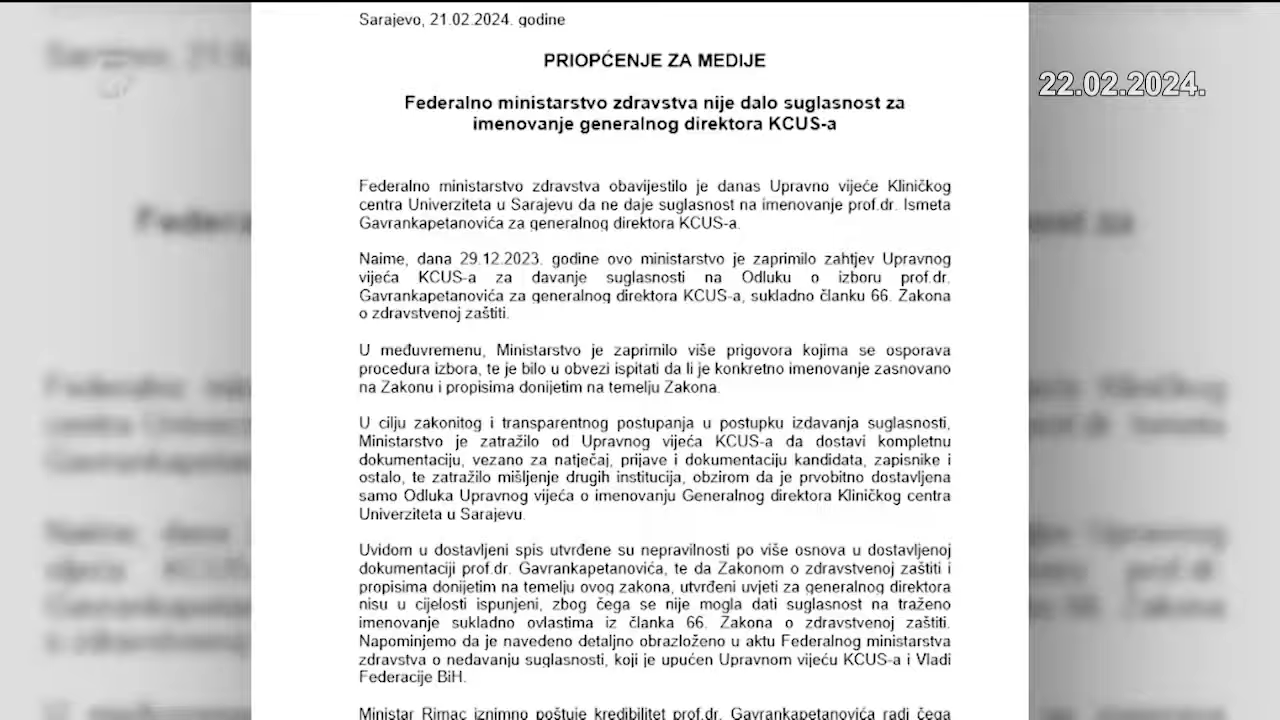 Sarajevo, 21.02.2024. godine
PRIOPĆENJE ZA MEDIJE
22.02.2024.
Federalno ministarstvo zdravstva nije dalo suglasnost za
imenovanje generalnog direktora KCUS-a
Federalno ministarstvo zdravstva obavijestilo je danas Upravno vijeće Kliničkog
centra Univerziteta u Sarajevu da ne daje suglasnost na imenovanje prof.dr. Ismeta
Gavrankapetanovića za generalnog direktora KCUS-a.
Naime, dana 29.12.2023. godine ovo ministarstvo je zaprimilo zahtjev Upravnog
vijeća KCUS-a za davanje suglasnosti na Odluku o izboru prof.dr.
Gavrankapetanovića za generalnog direktora KCUS-a, sukladno članku 66. Zakona
o zdravstvenoj zaštiti.
U međuvremenu, Ministarstvo je zaprimilo više prigovora kojima se osporava
procedura izbora, te je bilo u obvezi ispitati da li je konkretno imenovanje zasnovano
na Zakonu i propisima donijetim na temelju Zakona.
U cilju zakonitog i transparentnog postupanja u postupku izdavanja suglasnosti,
Ministarstvo je zatražilo od Upravnog vijeća KCUS-a da dostavi kompletnu
dokumentaciju, vezano za natječaj, prijave i dokumentaciju kandidata, zapisnike i
ostalo, te zatražilo mišljenje drugih institucija, obzirom da je prvobitno dostavljena
samo Odluka Upravnog vijeća o imenovanju Generalnog direktora Kliničkog centra
Univerziteta u Sarajevu.
Uvidom u dostavljeni spis utvrđene su nepravilnosti po više osnova u dostavljenoj
dokumentaciji prof.dr. Gavrankapetanovića, te da Zakonom o zdravstvenoj zaštiti i
propisima donijetim na temelju ovog zakona, utvrđeni uvjeti za generalnog direktora
nisu u cijelosti ispunjeni, zbog čega se nije mogla dati suglasnost na traženo
imenovanje sukladno ovlastima iz članka 66. Zakona o zdravstvenoj zaštiti.
Napominjemo da je navedeno detaljno obrazloženo u aktu Federalnog ministarstva
zdravstva o nedavanju suglasnosti, koji je upućen Upravnom vijeću KCUS-a i Vladi
Federacije BiH.
Ministar Rimac iznimno poštuje kredibilitet prof.dr. Gavrankapetanovića radi čega